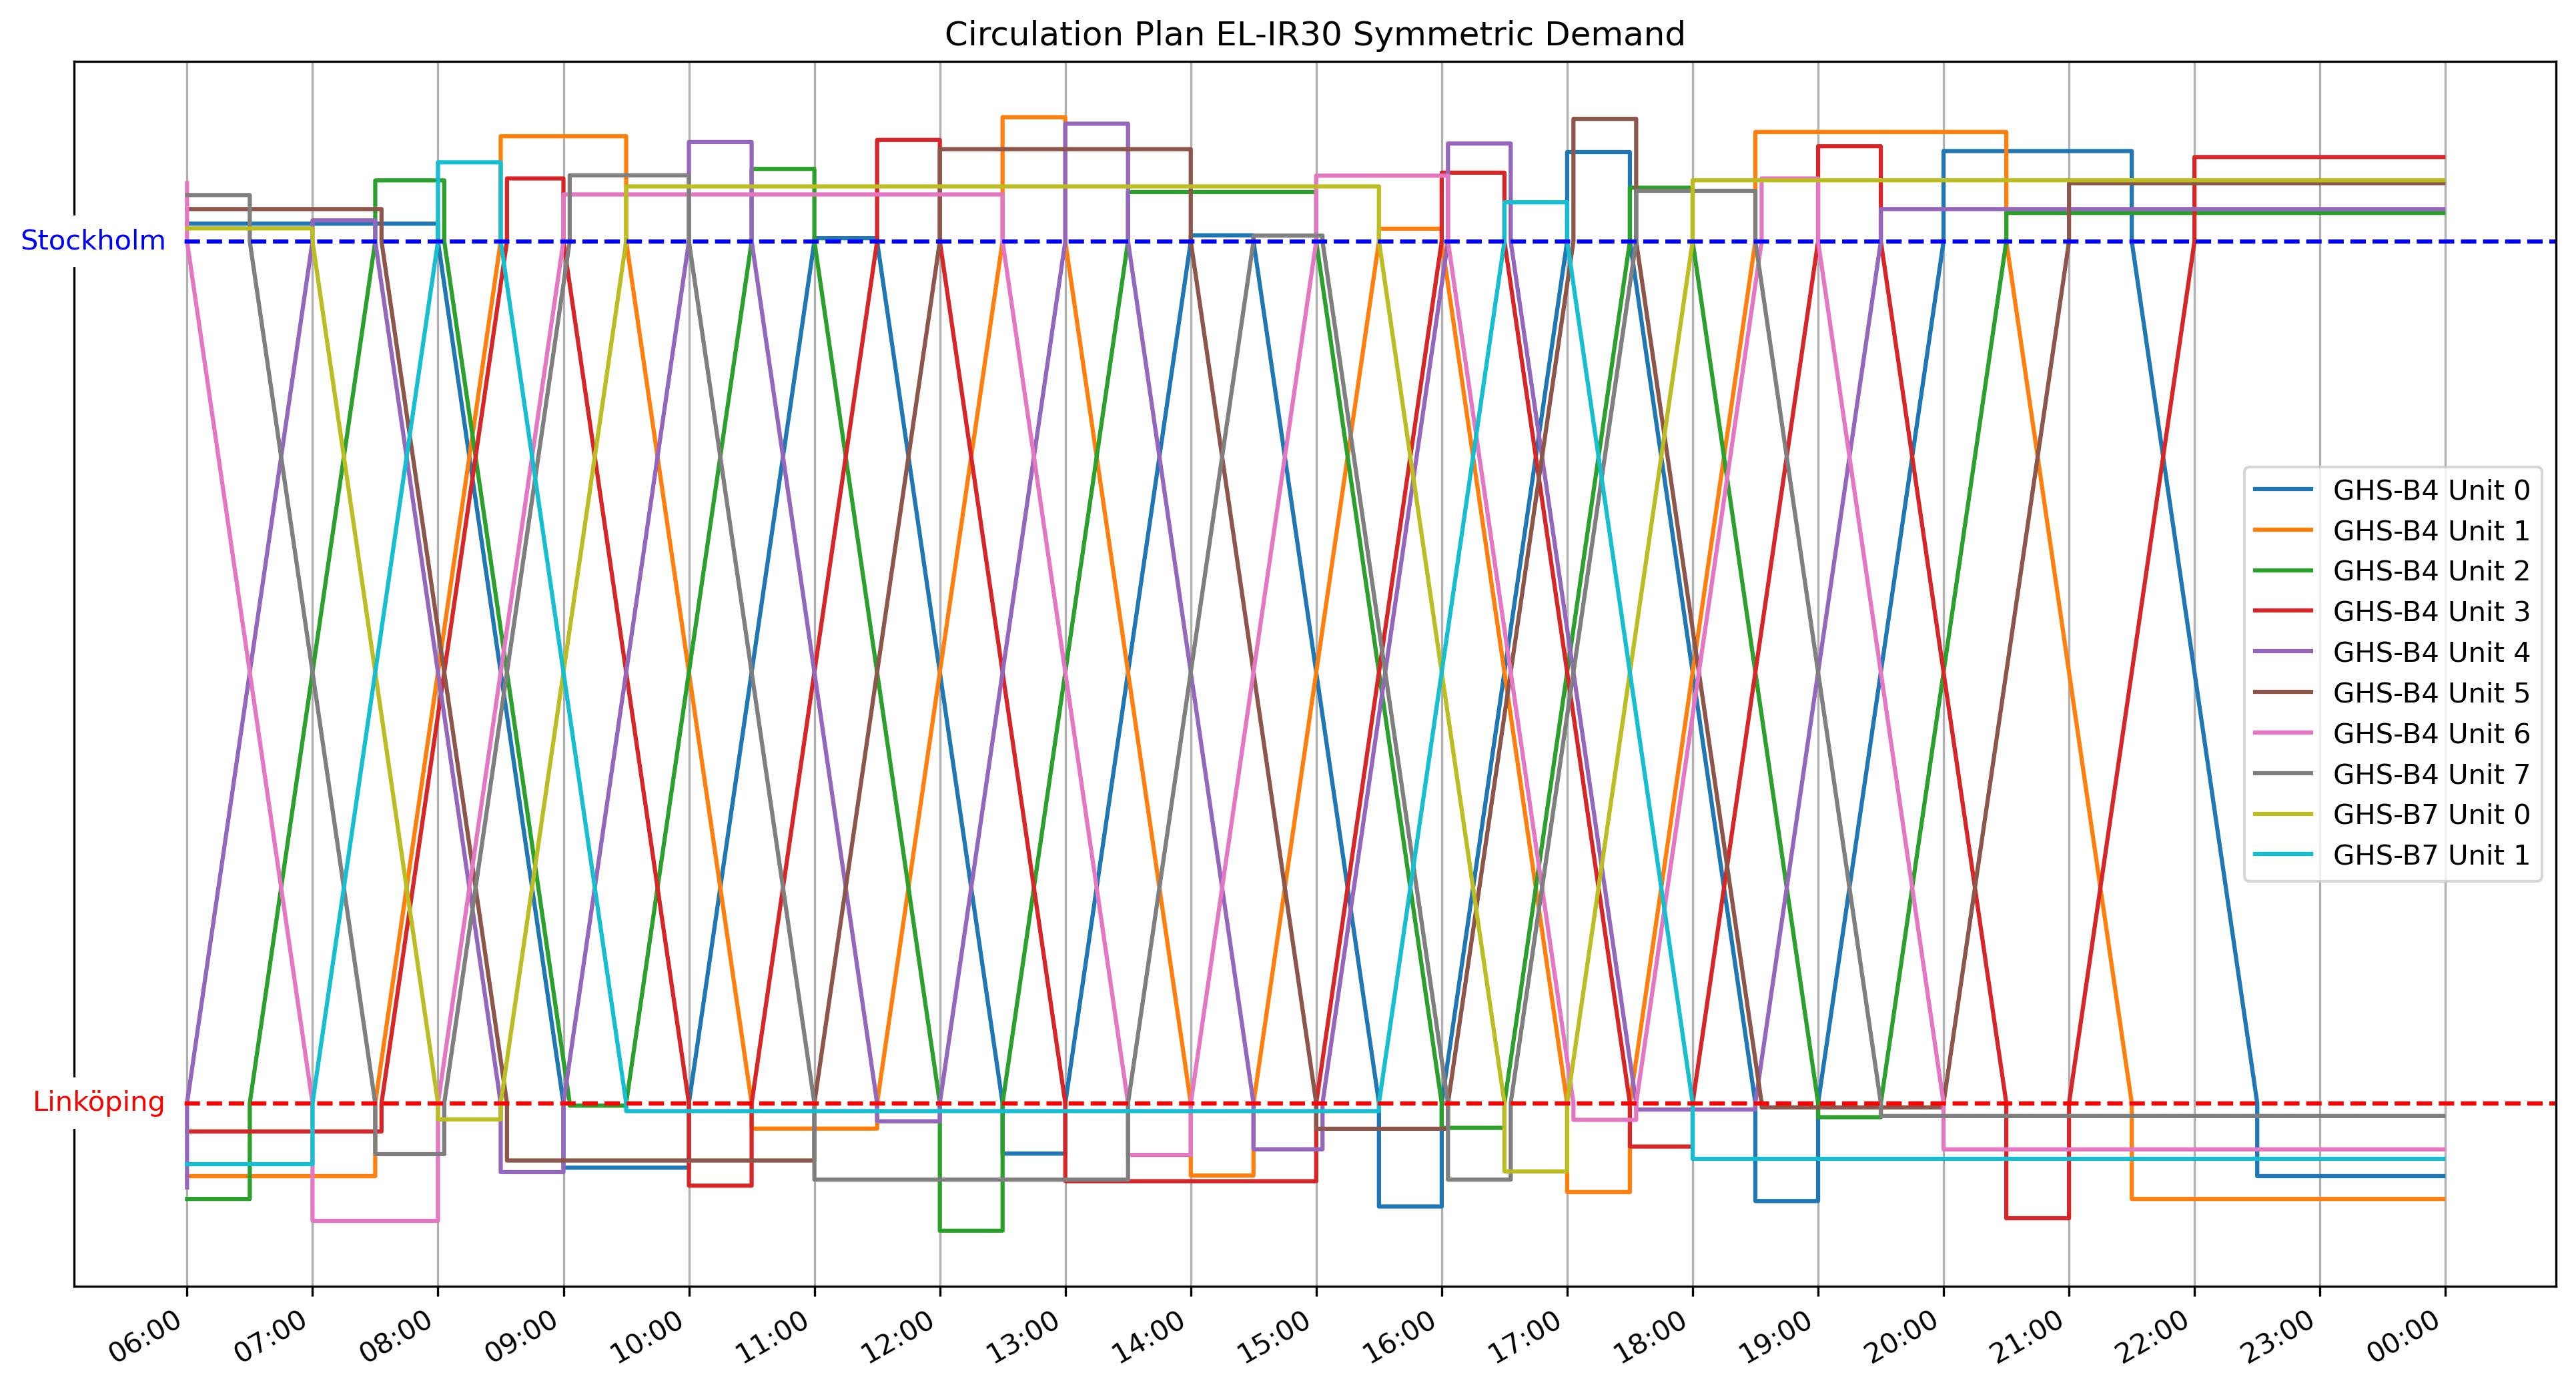 Circulation Plan EL-IR30 Symmetric Demand
Stockholm
Linköping
GHS-B4 Unit 0
GHS-B4 Unit 1
GHS-B4 Unit 2
GHS-B4 Unit 3
GHS-B4 Unit 4
GHS-B4 Unit 5
GHS-B4 Unit 6
GHS-B4 Unit 7
GHS-B7 Unit 0
GHS-B7 Unit 1
06:00 07:00 08:00 09:00 10:00 11:00 12:00 13:00 14:00 15:00 16:00 17:00 18:00 19:00 20:00 21:00 22:00 23:00 00:00